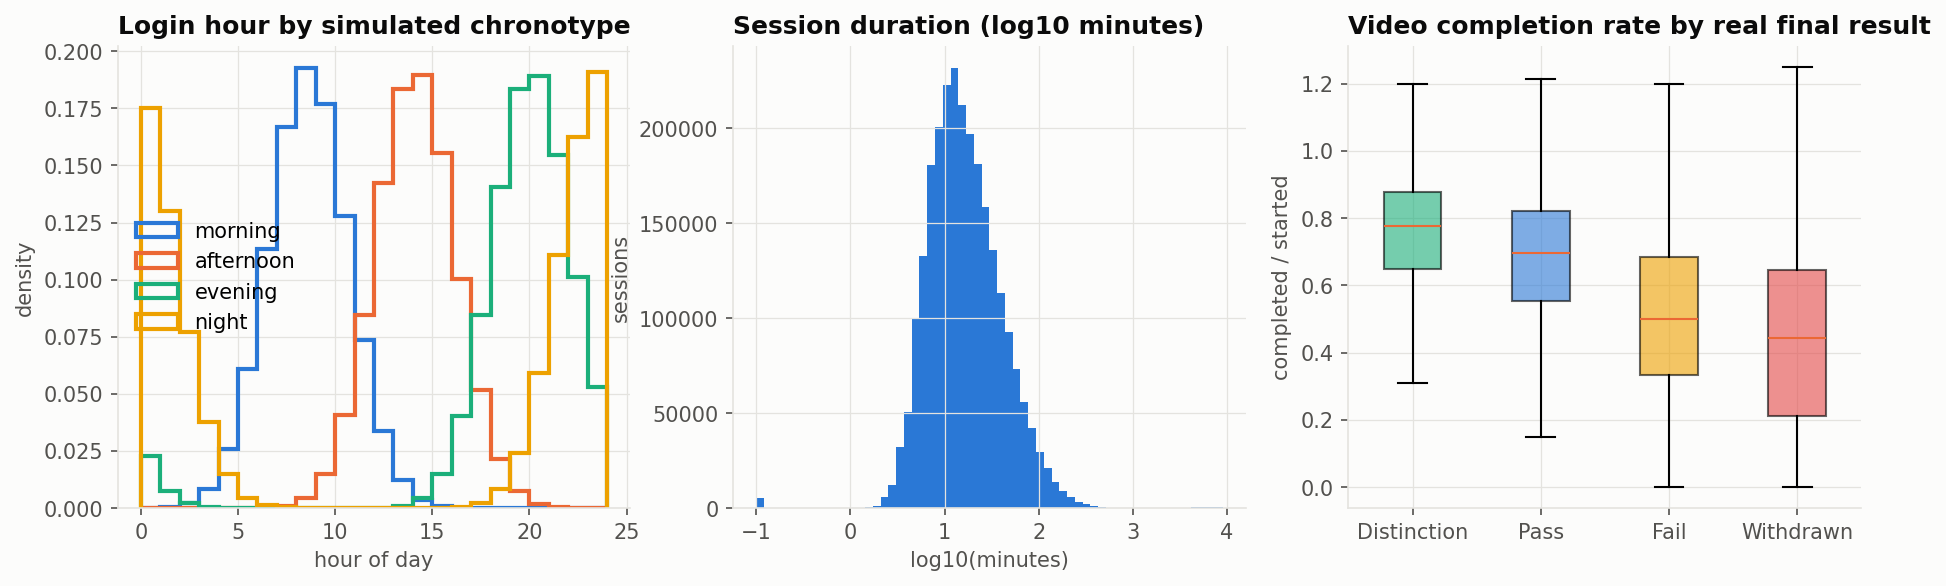 Login hour by simulated chronotype
0.200
0.175
0.150
0.125
0.100
0.075
0.050
0.025
0.000
density
morning
afternoon
evening
night
0
5
10
15
20
25
hour of day
Session duration (log10 minutes)
200000
150000
100000
50000
0
sessions
−1
0
1
2
3
4
log10(minutes)
Video completion rate by real final result
1.2
1.0
0.8
0.6
0.4
0.2
0.0
completed / started
Distinction
Pass
Fail
Withdrawn